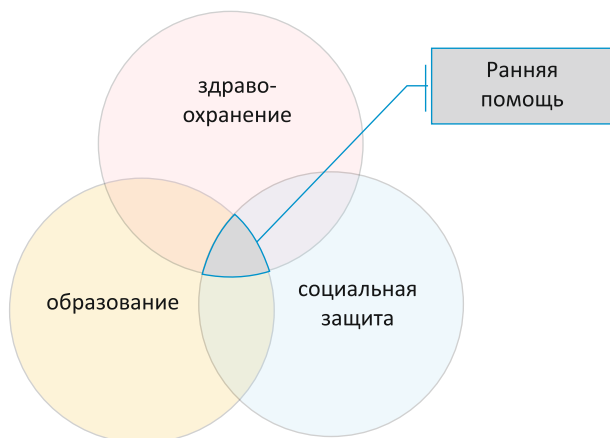 здраво-
охранение
Ранняя
помощь
образование
социальная
защита